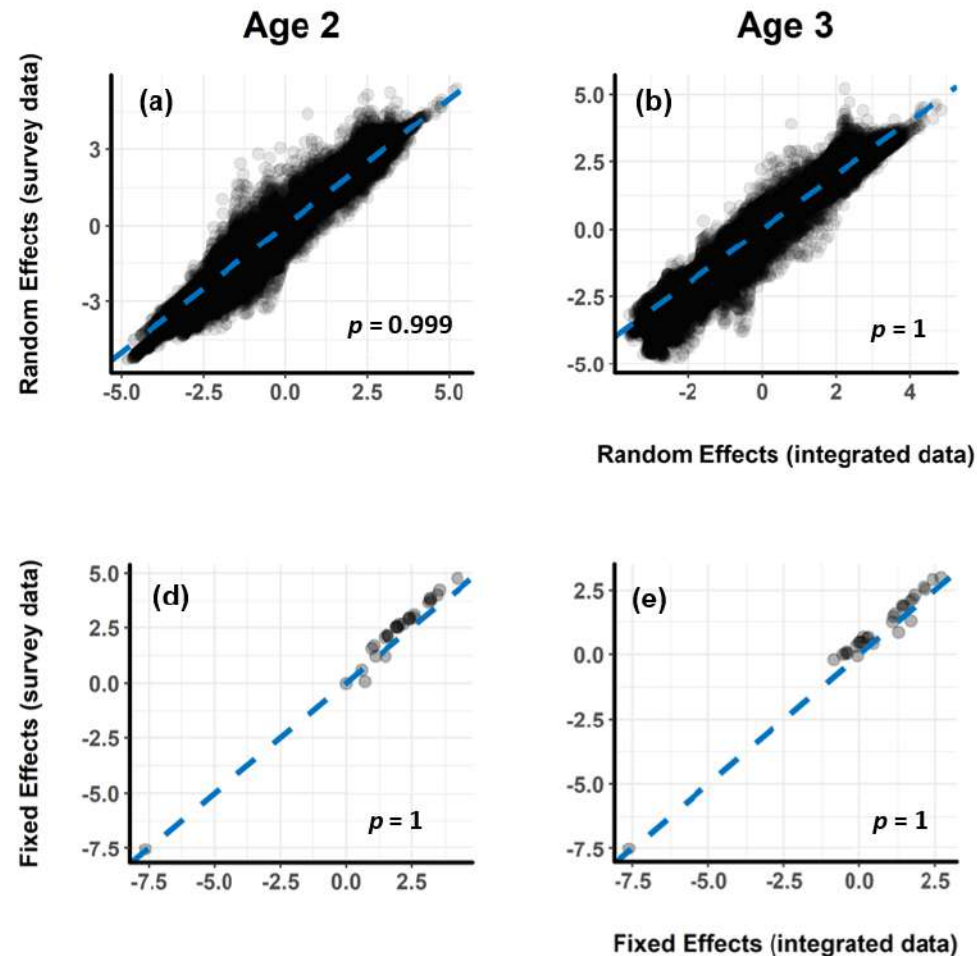 Age 2
Age 3
Random Effects (survey data)
(a)
3
0
-3
p = 0.999
-5.0 -2.5 0.0 2.5 5.0
(b)
5.0
2.5
0.0
-2.5
-5.0
p = 1
-2 0 2 4
Random Effects (integrated data)
Fixed Effects (survey data)
(d)
5.0
2.5
0.0
-2.5
-5.0
-7.5
p = 1
-7.5 -5.0 -2.5 0.0 2.5
(e)
2.5
0.0
-2.5
-5.0
-7.5
p = 1
-7.5 -5.0 -2.5 0.0 2.5
Fixed Effects (integrated data)